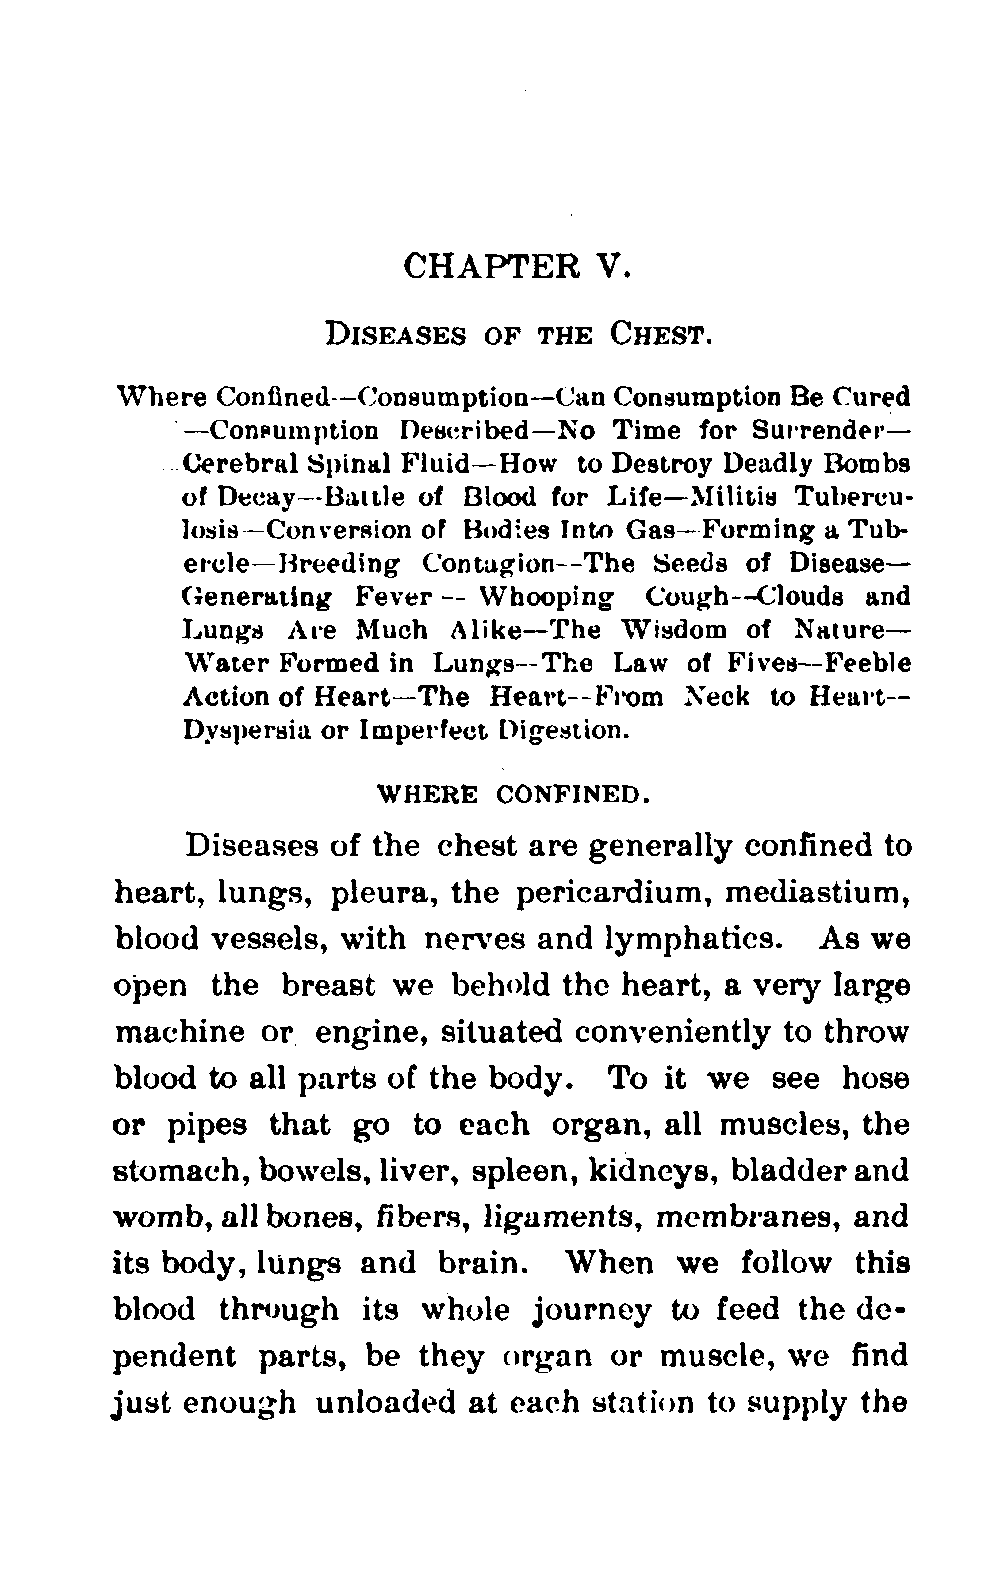 CHAPTER V.
DISEASES OF THE CHEST.
Where Confined—Consumption—Can Consumption Be Cured
—Consumption Described—No Time for Surrender—
Cerebral Spinal Fluid—How to Destroy Deadly Bombs
of Decay—Battle of Blood for Life—Militis Tubercu-
losis—Conversion of Bodies Into Gas—Forming a Tub-
ercle—Breeding Contagion—The Seeds of Disease—
Generating Fever—Whooping Cough—Clouds and
Lungs Are Much Alike—The Wisdom of Nature—
Water Formed in Lungs—The Law of Fives—Feeble
Action of Heart—The Heart—From Neck to Heart—
Dyspersia or Imperfect Digestion.
WHERE CONFINED.
Diseases of the chest are generally confined to
heart, lungs, pleura, the pericardium, mediastium,
blood vessels, with nerves and lymphatics. As we
open the breast we behold the heart, a very large
machine or engine, situated conveniently to throw
blood to all parts of the body. To it we see hose
or pipes that go to each organ, all muscles, the
stomach, bowels, liver, spleen, kidneys, bladder and
womb, all bones, fibers, ligaments, membranes, and
its body, lungs and brain. When we follow this
blood through its whole journey to feed the de-
pendent parts, be they organ or muscle, we find
just enough unloaded at each station to supply the